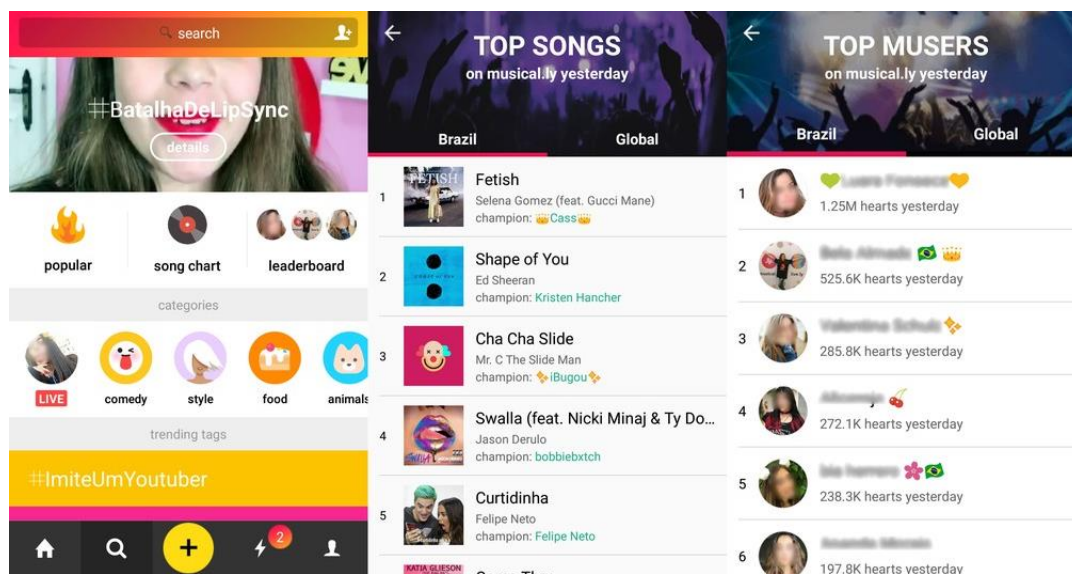 search
#BatalhaDeLipSync
details
popular
song chart
leaderboard
categories
LIVE
comedy
style
food
animals
trending tags
#ImiteUmYoutuber
2
TOP SONGS
on musical.ly yesterday
Brazil
Global
1
FETISH
Fetish
Selena Gomez (feat. Gucci Mane)
champion: 👑Cass👑
2
Shape of You
Ed Sheeran
champion: Kristen Hancher
3
Cha Cha Slide
Mr. C The Slide Man
champion: ✨iBugou✨
4
SWALLA
Swalla (feat. Nicki Minaj & Ty Do...
Jason Derulo
champion: bobbiebxtch
5
Curtidinha
Felipe Neto
champion: Felipe Neto
KATJA GLIESON
TOP MUSERS
on musical.ly yesterday
Brazil
Global
1
1.25M hearts yesterday
2
525.6K hearts yesterday
3
285.8K hearts yesterday
4
272.1K hearts yesterday
5
238.3K hearts yesterday
6
197.8K hearts yesterday